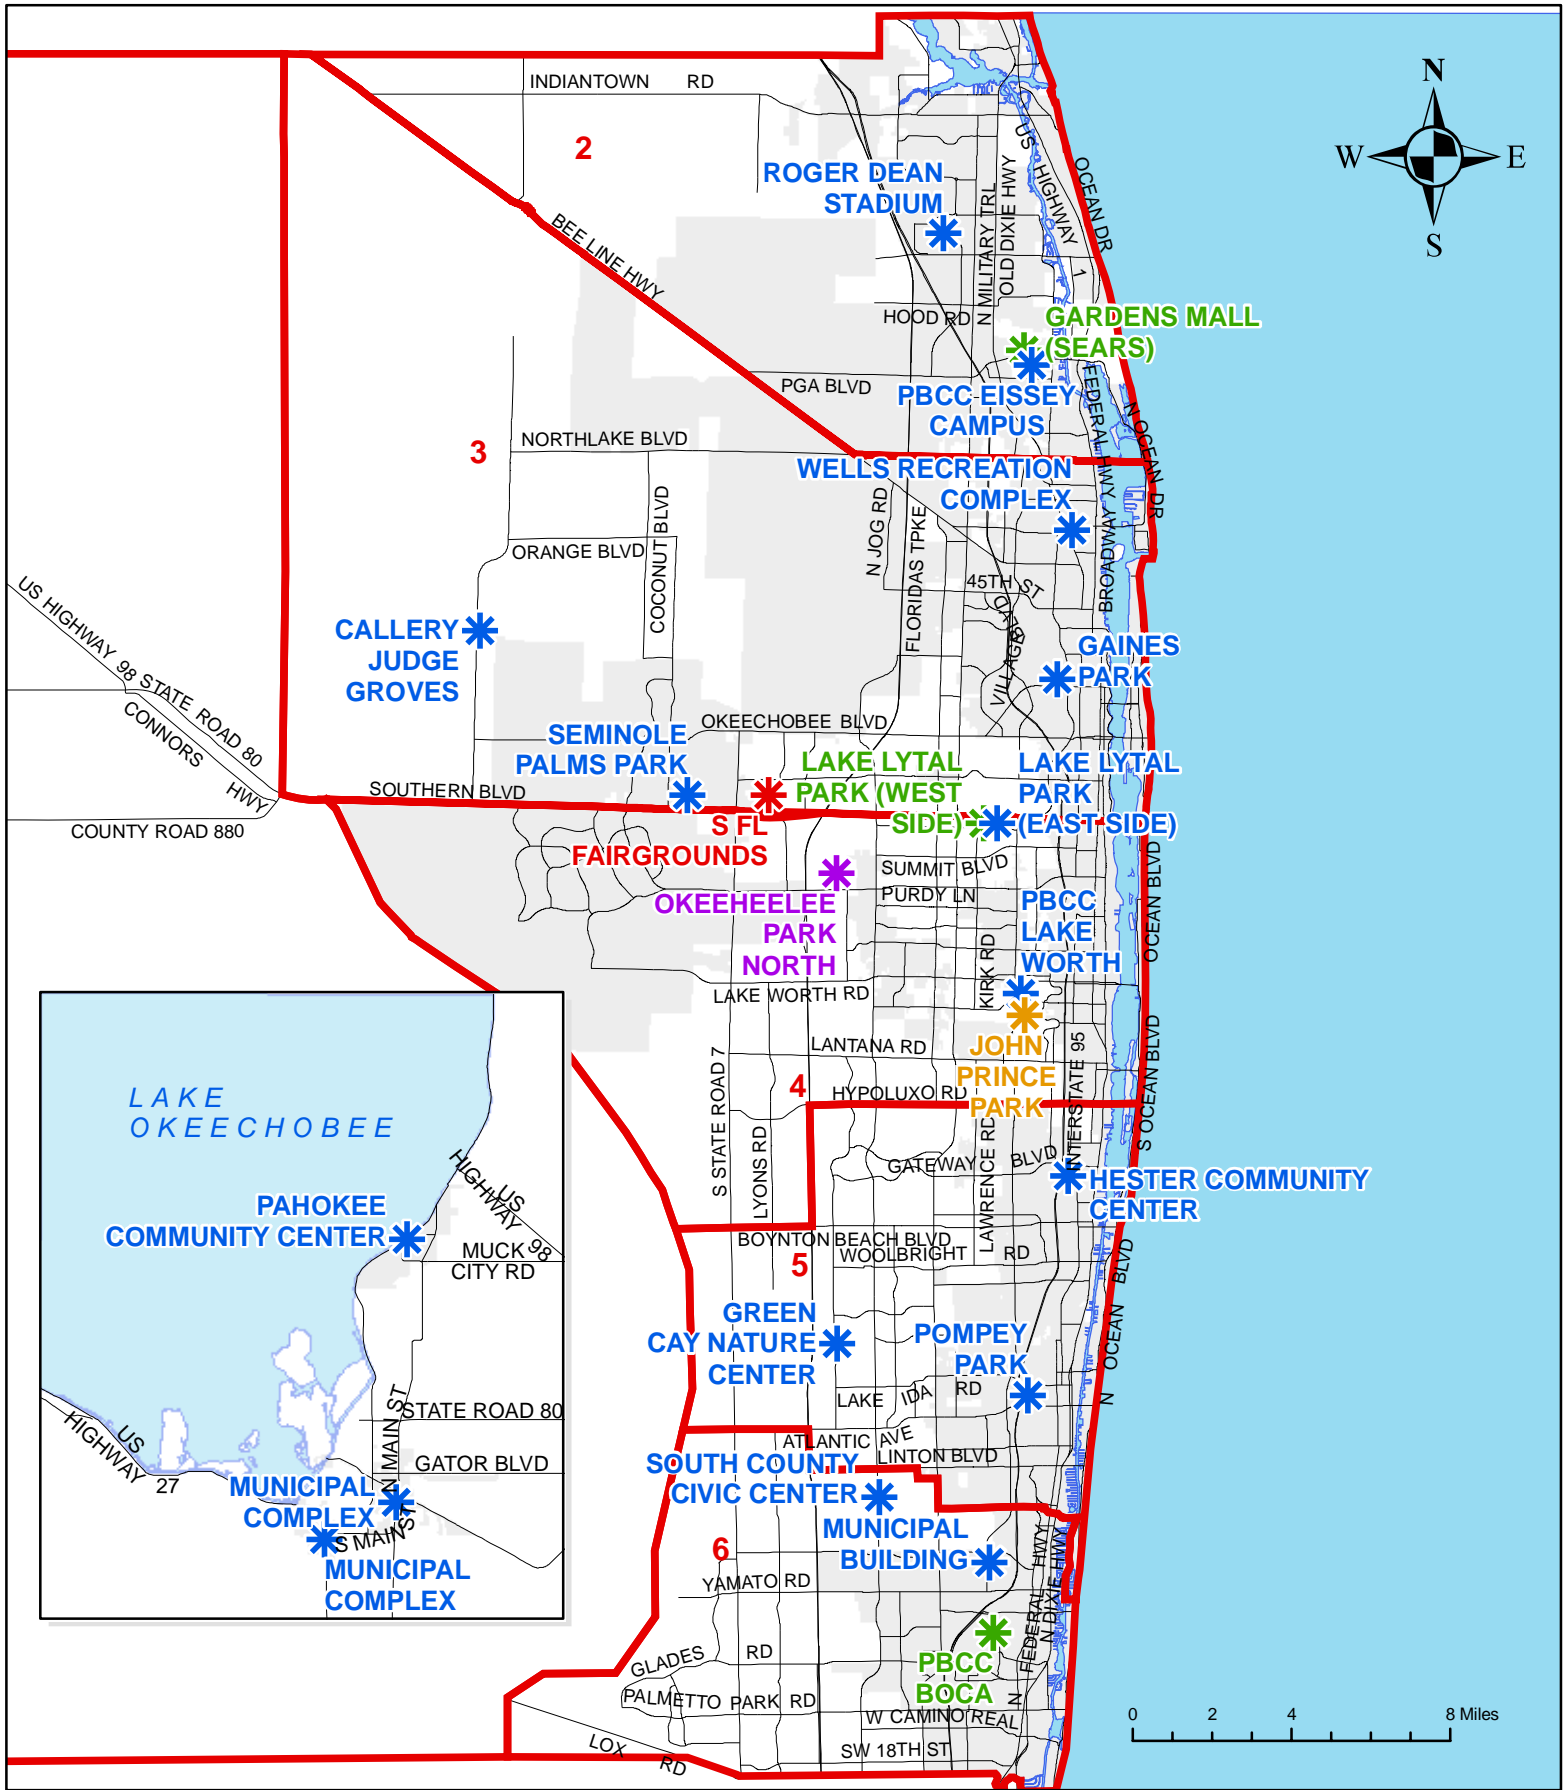 N
W
E
S
INDIANTOWN RD
2
US HIGHWAY 1
OCEAN DR
ROGER DEAN
STADIUM
N MILITARY TRL
OLD DIXIE HWY
BEE LINE HWY
HOOD RD
GARDENS MALL
(SEARS)
PGA BLVD
PBCC EISSEY
CAMPUS
FEDERAL HWY
N OCEAN DR
3
NORTHLAKE BLVD
WELLS RECREATION
COMPLEX
N JOG RD
FLORIDAS TPKE
COCONUT BLVD
ORANGE BLVD
45TH ST
BROADWAY
VILLAGE BLVD
US HIGHWAY 98 STATE ROAD 80
CONNORS HWY
COUNTY ROAD 880
CALLERY
JUDGE
GROVES
GAINES
PARK
OKEECHOBEE BLVD
SEMINOLE
PALMS PARK
LAKE LYTAL
PARK (WEST
SIDE)
LAKE LYTAL
PARK
(EAST SIDE)
SOUTHERN BLVD
S FL
FAIRGROUNDS
SUMMIT BLVD
PURDY LN
OKEEHEELEE
PARK
NORTH
PBCC
LAKE
WORTH
OCEAN BLVD
KIRK RD
LAKE WORTH RD
LANTANA RD
JOHN
PRINCE
PARK
INTERSTATE 95
S OCEAN BLVD
S STATE ROAD 7
4
HYPOLUXO RD
LYONS RD
LAWRENCE RD
GATEWAY BLVD
HESTER COMMUNITY
CENTER
BOYNTON BEACH BLVD
WOOLBRIGHT RD
5
N OCEAN BLVD
GREEN
CAY NATURE
CENTER
POMPEY
PARK
LAKE IDA RD
ATLANTIC AVE
LINTON BLVD
SOUTH COUNTY
CIVIC CENTER
MUNICIPAL
BUILDING
6
YAMATO RD
N FEDERAL HWY
N DIXIE HWY
GLADES RD
PBCC
BOCA
PALMETTO PARK RD
W CAMINO REAL
LOX RD
SW 18TH ST
0 2 4 8 Miles
LAKE
OKEECHOBEE
US HIGHWAY 98
PAHOKEE
COMMUNITY CENTER
MUCK
CITY RD
STATE ROAD 80
N MAIN ST
GATOR BLVD
US HIGHWAY 27
MUNICIPAL
COMPLEX
S MAIN ST
MUNICIPAL
COMPLEX